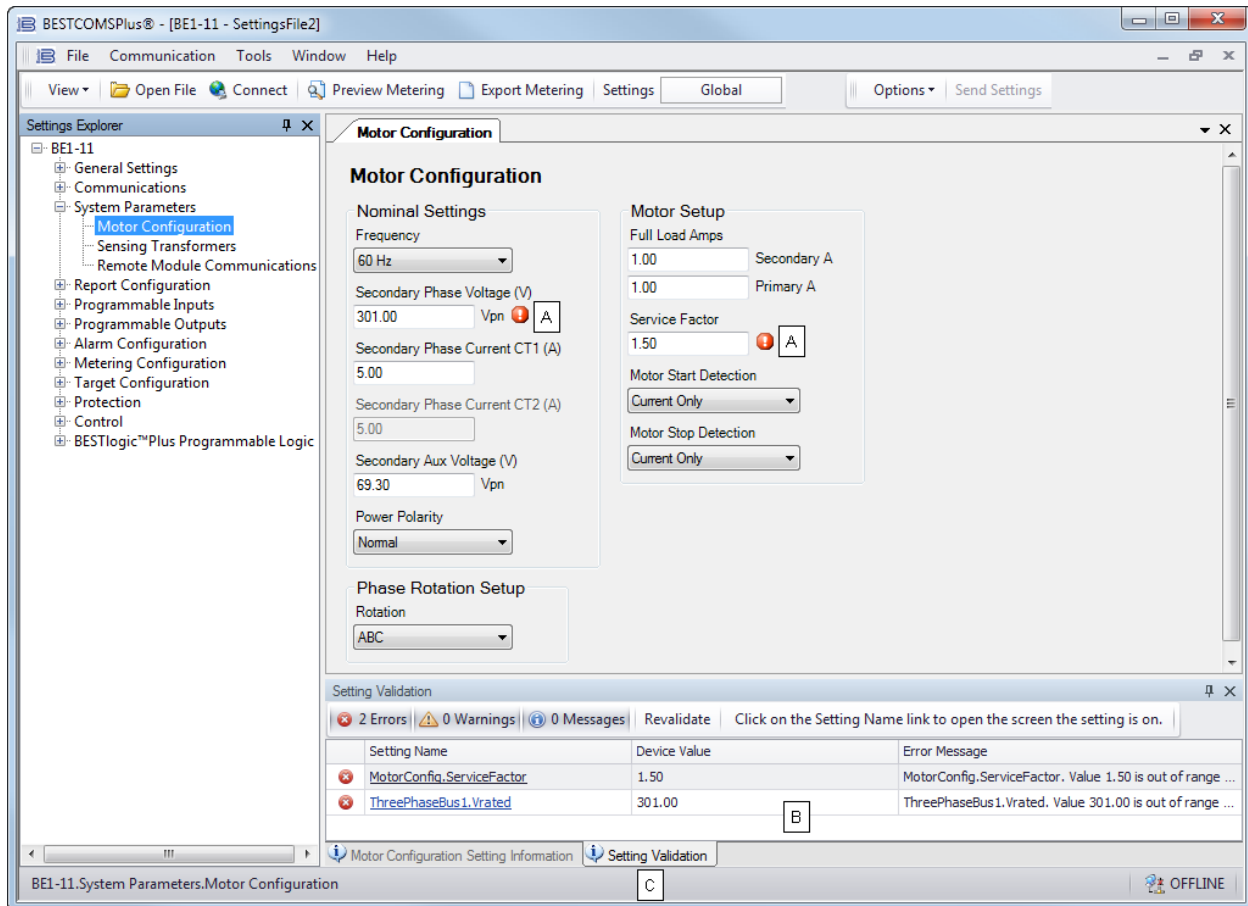 BESTCOMSPlus® - [BE1-11 - SettingsFile2]
File Communication Tools Window Help
View Open File Connect Preview Metering Export Metering Settings Global Options Send Settings
Settings Explorer
BE1-11
General Settings
Communications
System Parameters
Motor Configuration
Sensing Transformers
Remote Module Communications
Report Configuration
Programmable Inputs
Programmable Outputs
Alarm Configuration
Metering Configuration
Target Configuration
Protection
Control
BESTlogic™Plus Programmable Logic
Motor Configuration
Motor Configuration
Nominal Settings
Frequency
60 Hz
Secondary Phase Voltage (V)
301.00 Vpn A
Secondary Phase Current CT1 (A)
5.00
Secondary Phase Current CT2 (A)
5.00
Secondary Aux Voltage (V)
69.30 Vpn
Power Polarity
Normal
Phase Rotation Setup
Rotation
ABC
Motor Setup
Full Load Amps
1.00 Secondary A
1.00 Primary A
Service Factor
1.50 A
Motor Start Detection
Current Only
Motor Stop Detection
Current Only
Setting Validation
2 Errors 0 Warnings 0 Messages Revalidate Click on the Setting Name link to open the screen the setting is on.
Setting Name Device Value Error Message
MotorConfig.ServiceFactor 1.50 MotorConfig.ServiceFactor. Value 1.50 is out of range ...
ThreePhaseBus1.Vrated 301.00 ThreePhaseBus1.Vrated. Value 301.00 is out of range ...
B
Motor Configuration Setting Information Setting Validation
BE1-11.System Parameters.Motor Configuration C OFFLINE